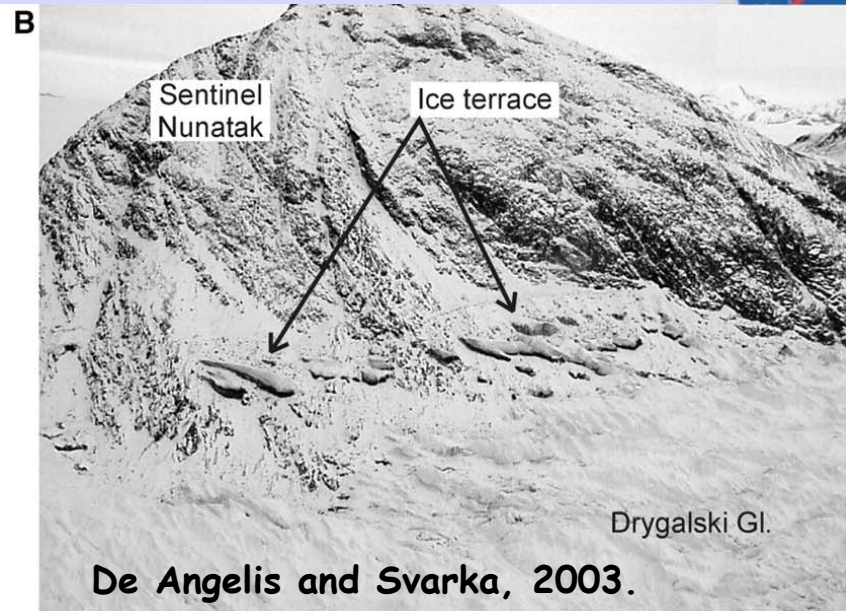 B
Sentinel
Nunatak
Ice terrace
Drygalski Gl.
De Angelis and Svarka, 2003.